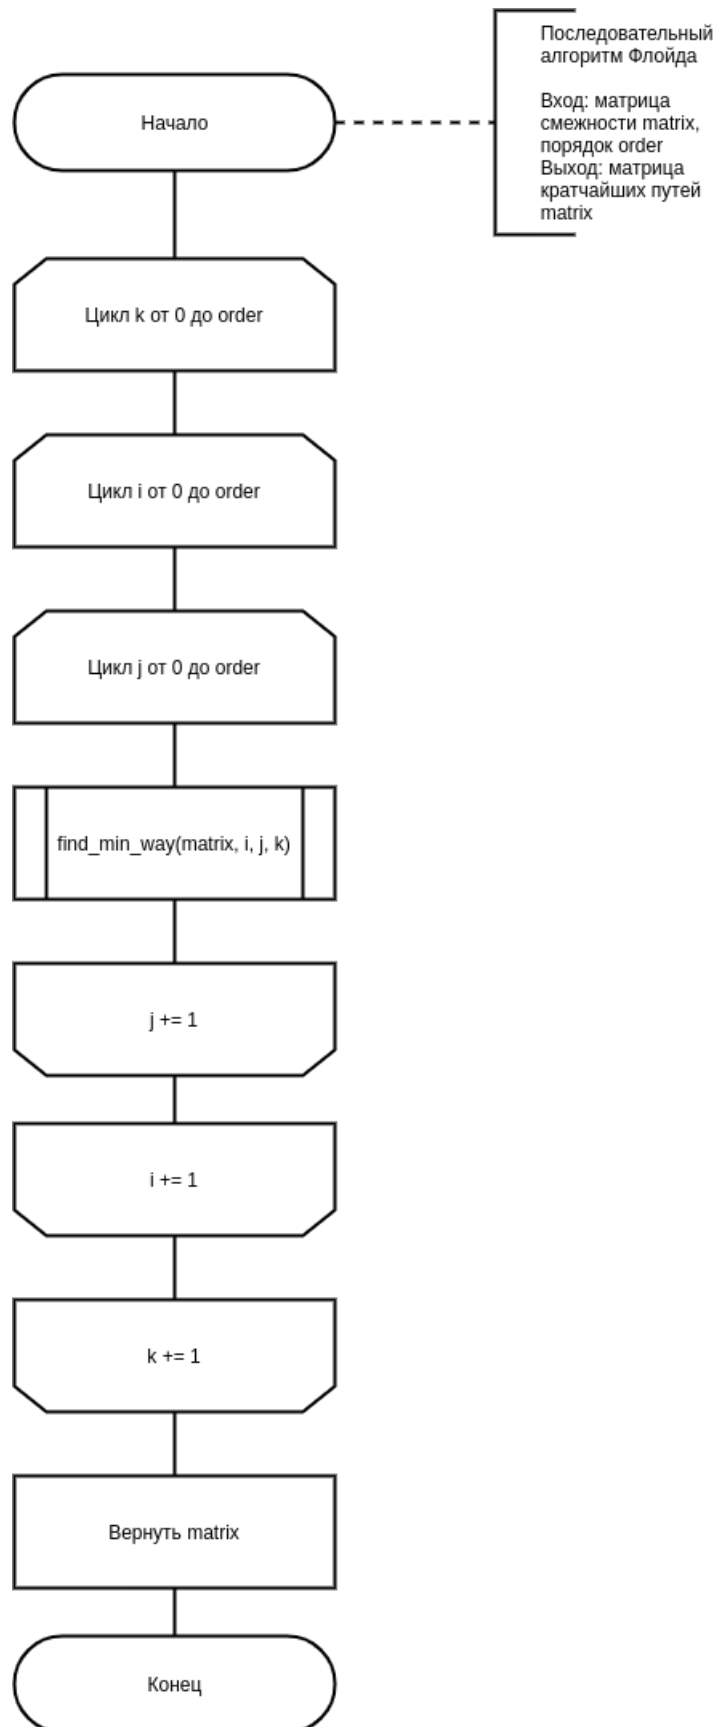 Последовательный
алгоритм Флойда
Вход: матрица
смежности matrix,
порядок order
Выход: матрица
кратчайших путей
matrix
Начало
Цикл k от 0 до order
Цикл i от 0 до order
Цикл j от 0 до order
find_min_way(matrix, i, j, k)
j += 1
i += 1
k += 1
Вернуть matrix
Конец